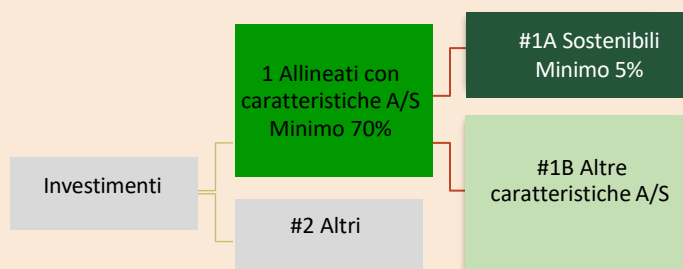 Investimenti
1 Allineati con
caratteristiche A/S
Minimo 70%
#2 Altri
#1A Sostenibili
Minimo 5%
#1B Altre
caratteristiche A/S